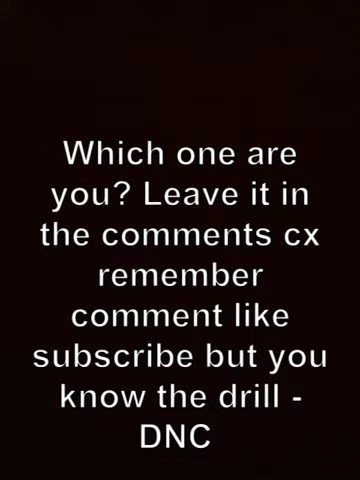 Which one are
you? Leave it in
the comments cx
remember
comment like
subscribe but you
know the drill -
DNC